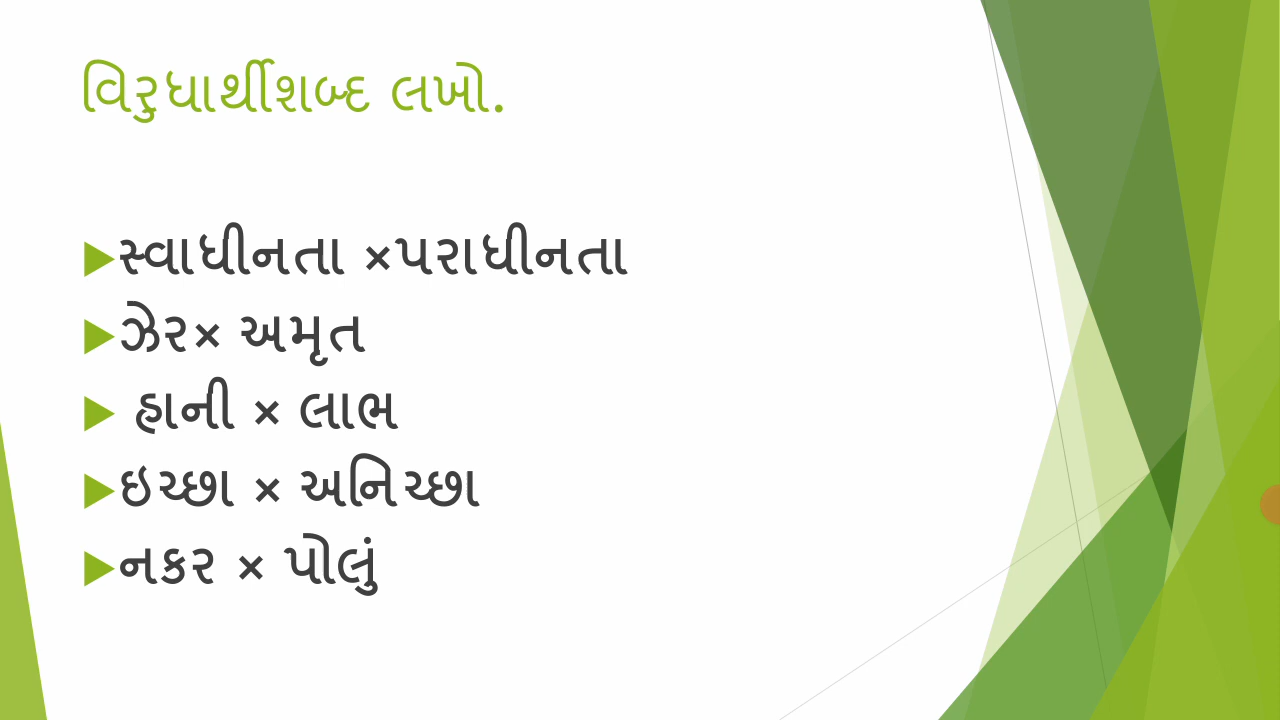 વિરુધાર્થીશબ્દ લખો.
સ્વાધીનતા ×પરાધીનતા
ઝેર× અમૃત
હાની × લાભ
ઇચ્છા × અનિચ્છા
નકર × પોલું